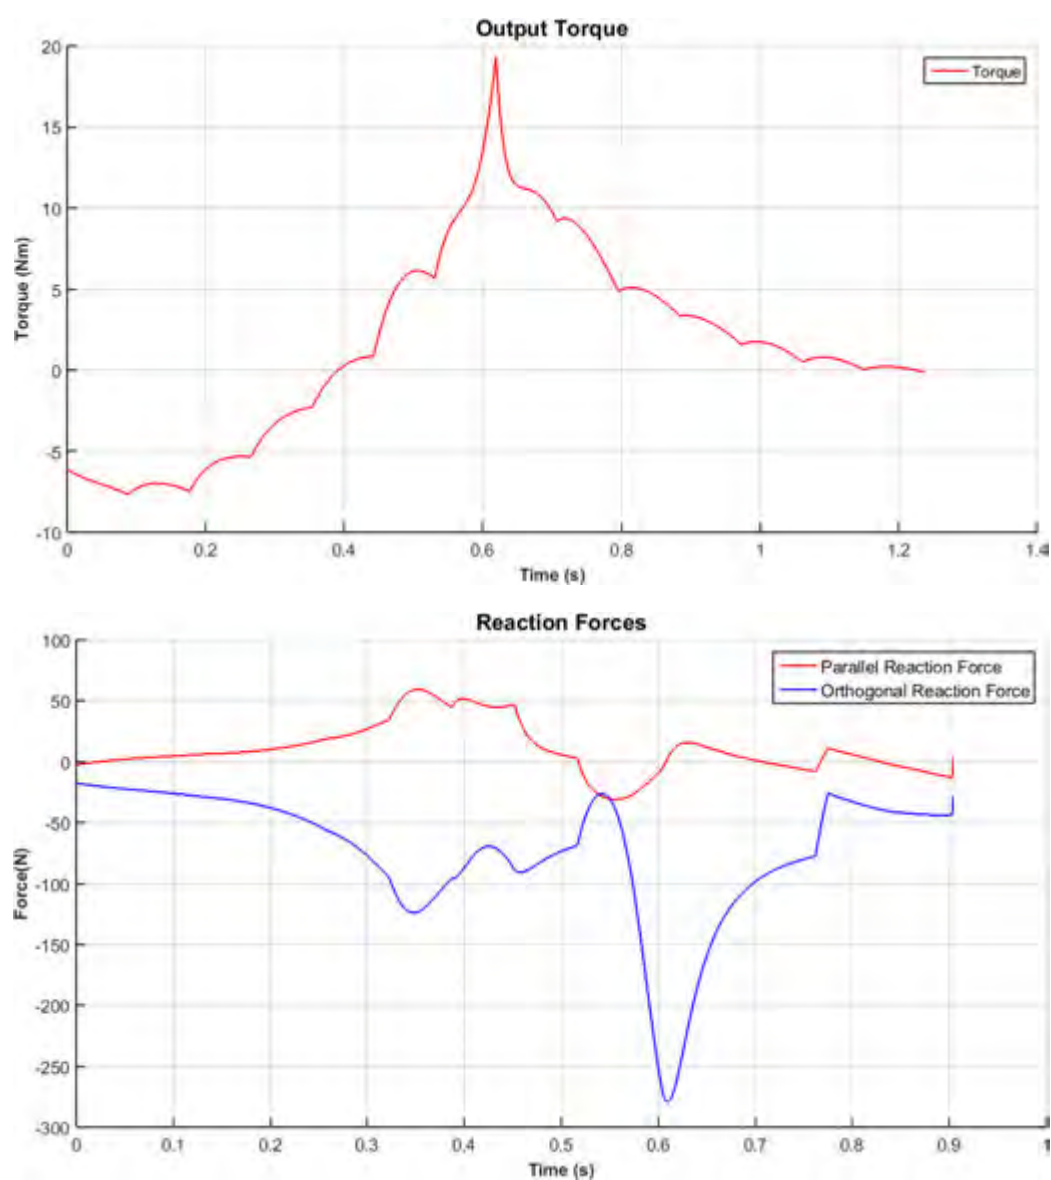 Output Torque
20
15
10
5
0
-5
-10
Torque (Nm)
Torque
0 0.2 0.4 0.6 0.8 1 1.2 1.4
Time (s)
Reaction Forces
100
50
0
-50
-100
-150
-200
-250
-300
Force(N)
Parallel Reaction Force
Orthogonal Reaction Force
0 0.1 0.2 0.3 0.4 0.5 0.6 0.7 0.8 0.9 1
Time (s)